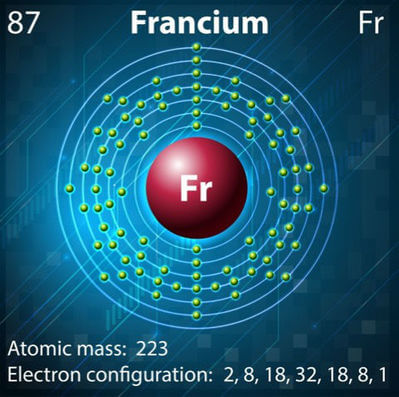 87 Francium Fr
Fr
Atomic mass: 223
Electron configuration: 2, 8, 18, 32, 18, 8, 1